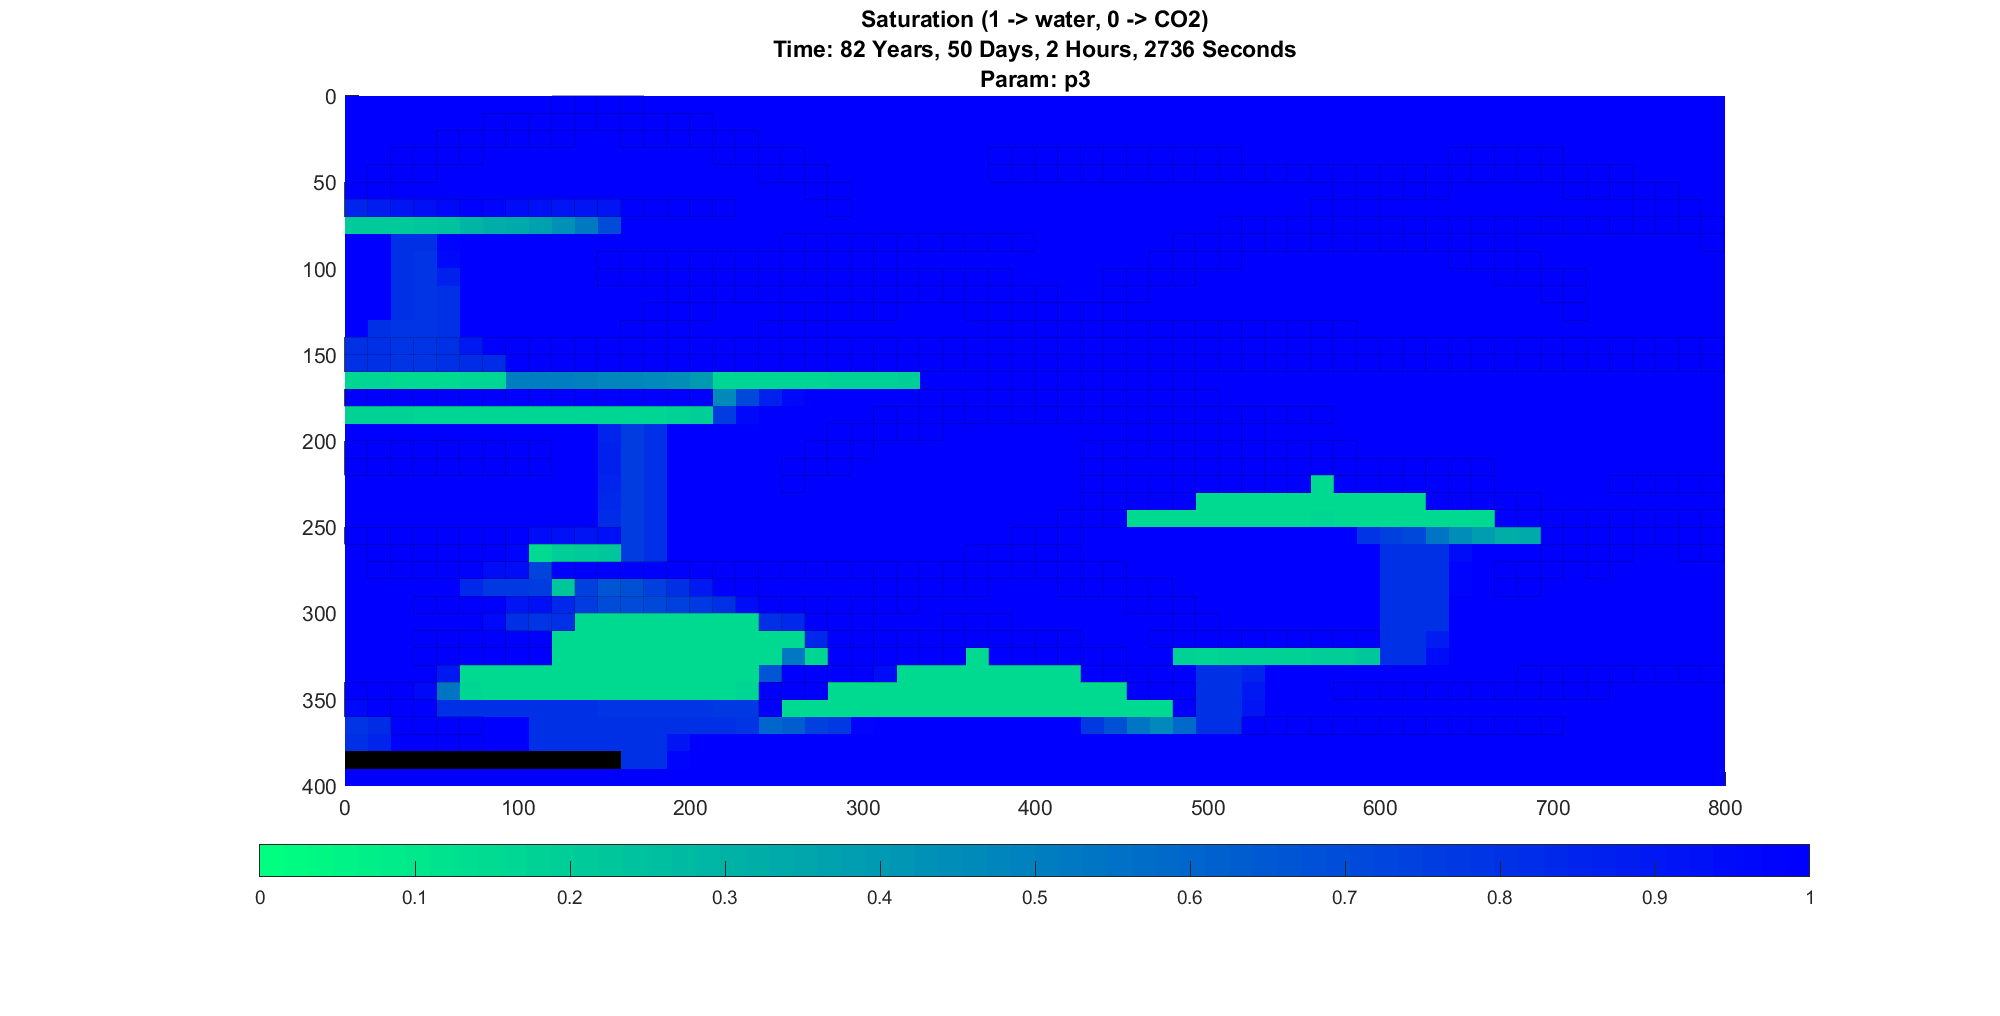 Saturation (1 -> water, 0 -> CO2)
Time: 82 Years, 50 Days, 2 Hours, 2736 Seconds
Param: p3
0
50
100
150
200
250
300
350
400
0 100 200 300 400 500 600 700 800
0 0.1 0.2 0.3 0.4 0.5 0.6 0.7 0.8 0.9 1